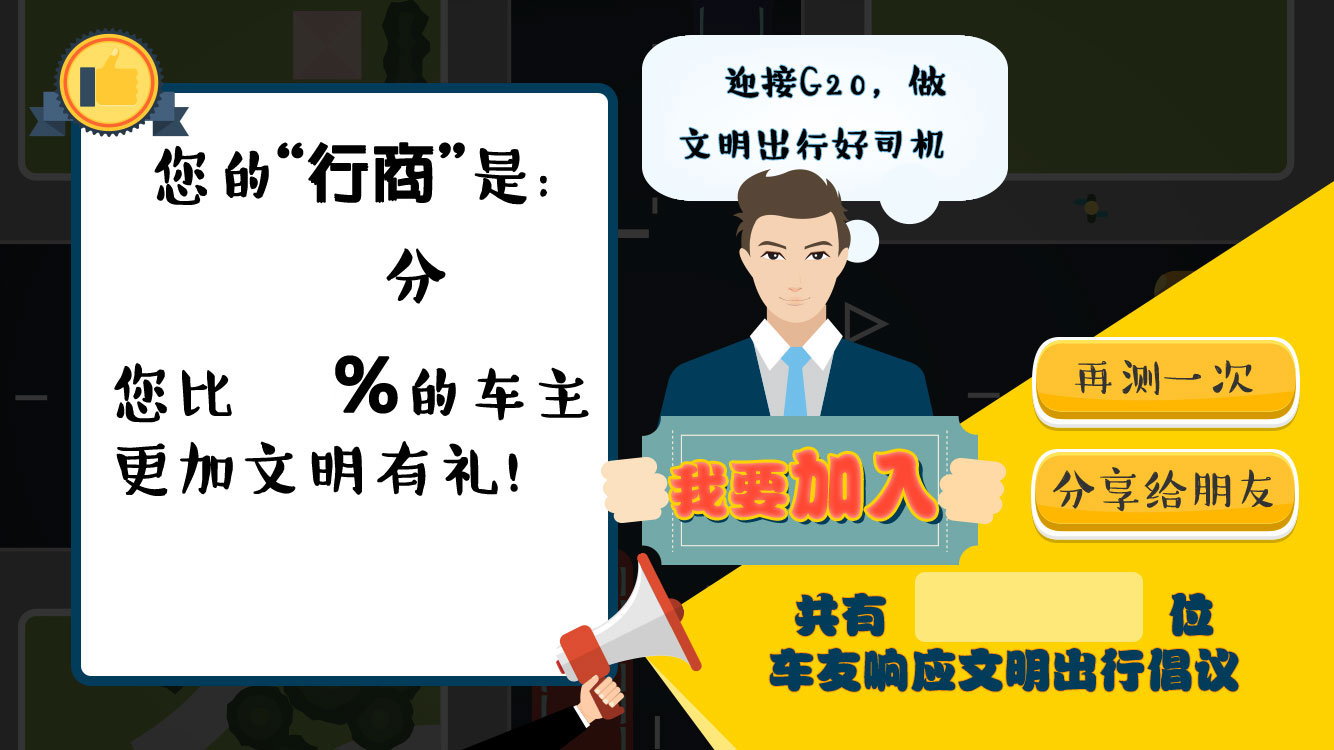 您的“行商”是：
分
您比 %的车主
更加文明有礼！
迎接G20，做
文明出行好司机
我要加入
再测一次
分享给朋友
共有 位
车友响应文明出行倡议